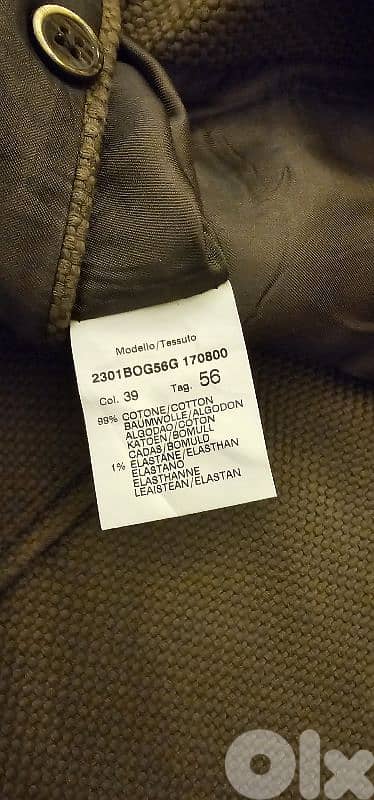 Modello/Tessuto
2301BOG56G 170800
Col. 39 Tag. 56
99% COTONE/COTTON
BAUMWOLLE/ALGODON
ALGODAO/COTON
KATOEN/BOMULL
CADAS/BOMULD
1% ELASTANE/ELASTHAN
ELASTANO
ELASTHANNE
LEAISTEAN/ELASTAN
OLX